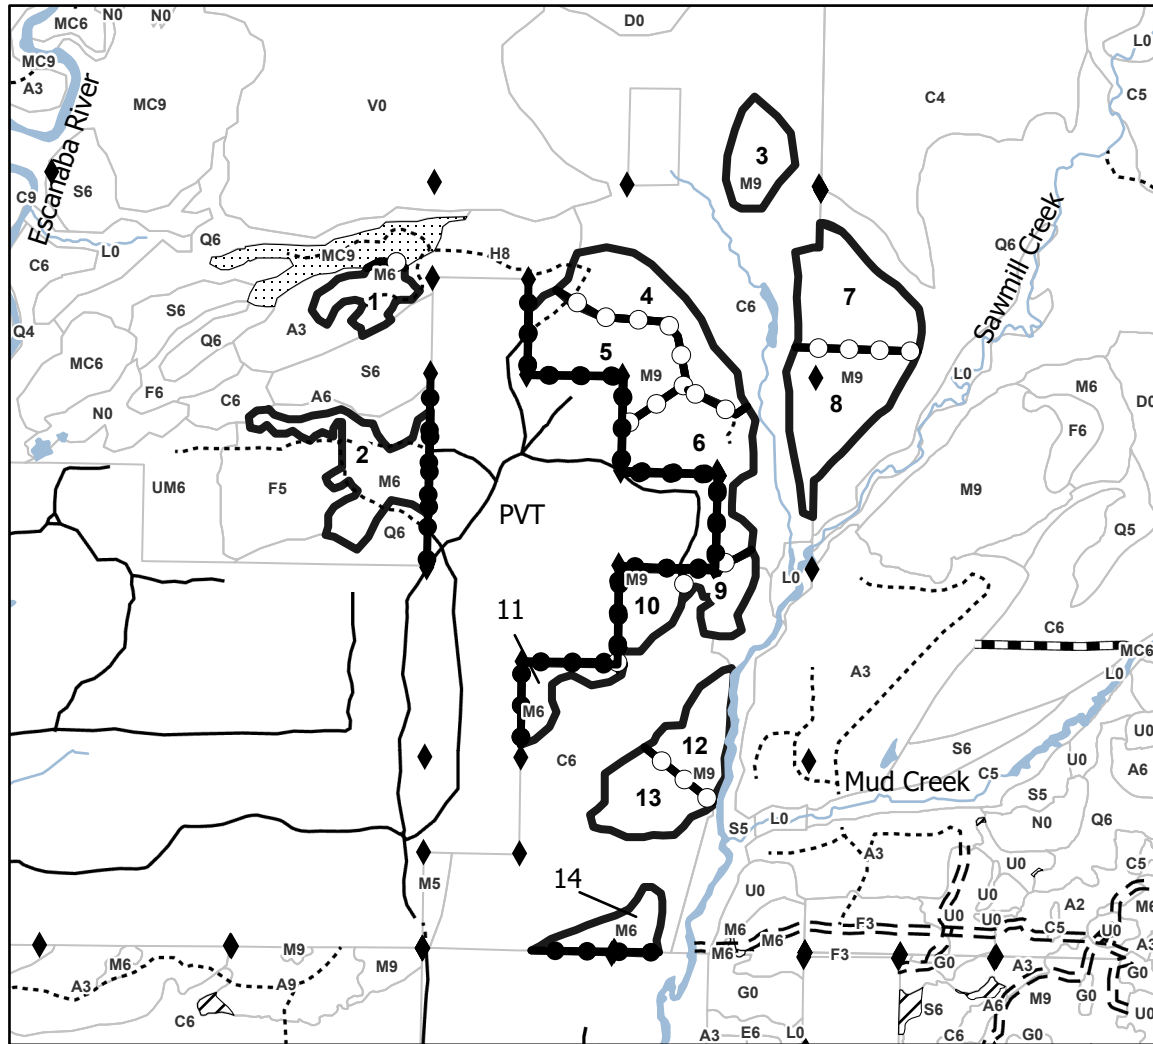 N0
N0
D0
MC6
L0
MC9
A3
MC9
V0
C4
C5
Escanaba River
S6
3
M9
C9
L0
Q6
MC9
H8
Q6
Sawmill Creek
C6
M6
1
4
7
C6
S6
A3
Q4
Q6
5
MC6
S6
M9
M9
L0
M6
D0
F6
C6
A6
8
N0
F6
6
2
UM6
F5
M6
M9
Q5
PVT
Q6
M9
L0
9
10
11
C6
MC6
A3
L0
M6
U0
12
S6
C6
M9
C5
U0
A6
Mud Creek
13
S5
S5
L0
N0
Q6
A3
14
M5
U0
U0
C5
U0
A2
M6
M6
M6
F3
U0
U0
C5
U0
M6
M9
M6
F3
A3
M6
G0
A3
G0
A3
A9
M9
G0
A6
M9
G0
C6
S6
U0
A3
E6
L0
C6
G0